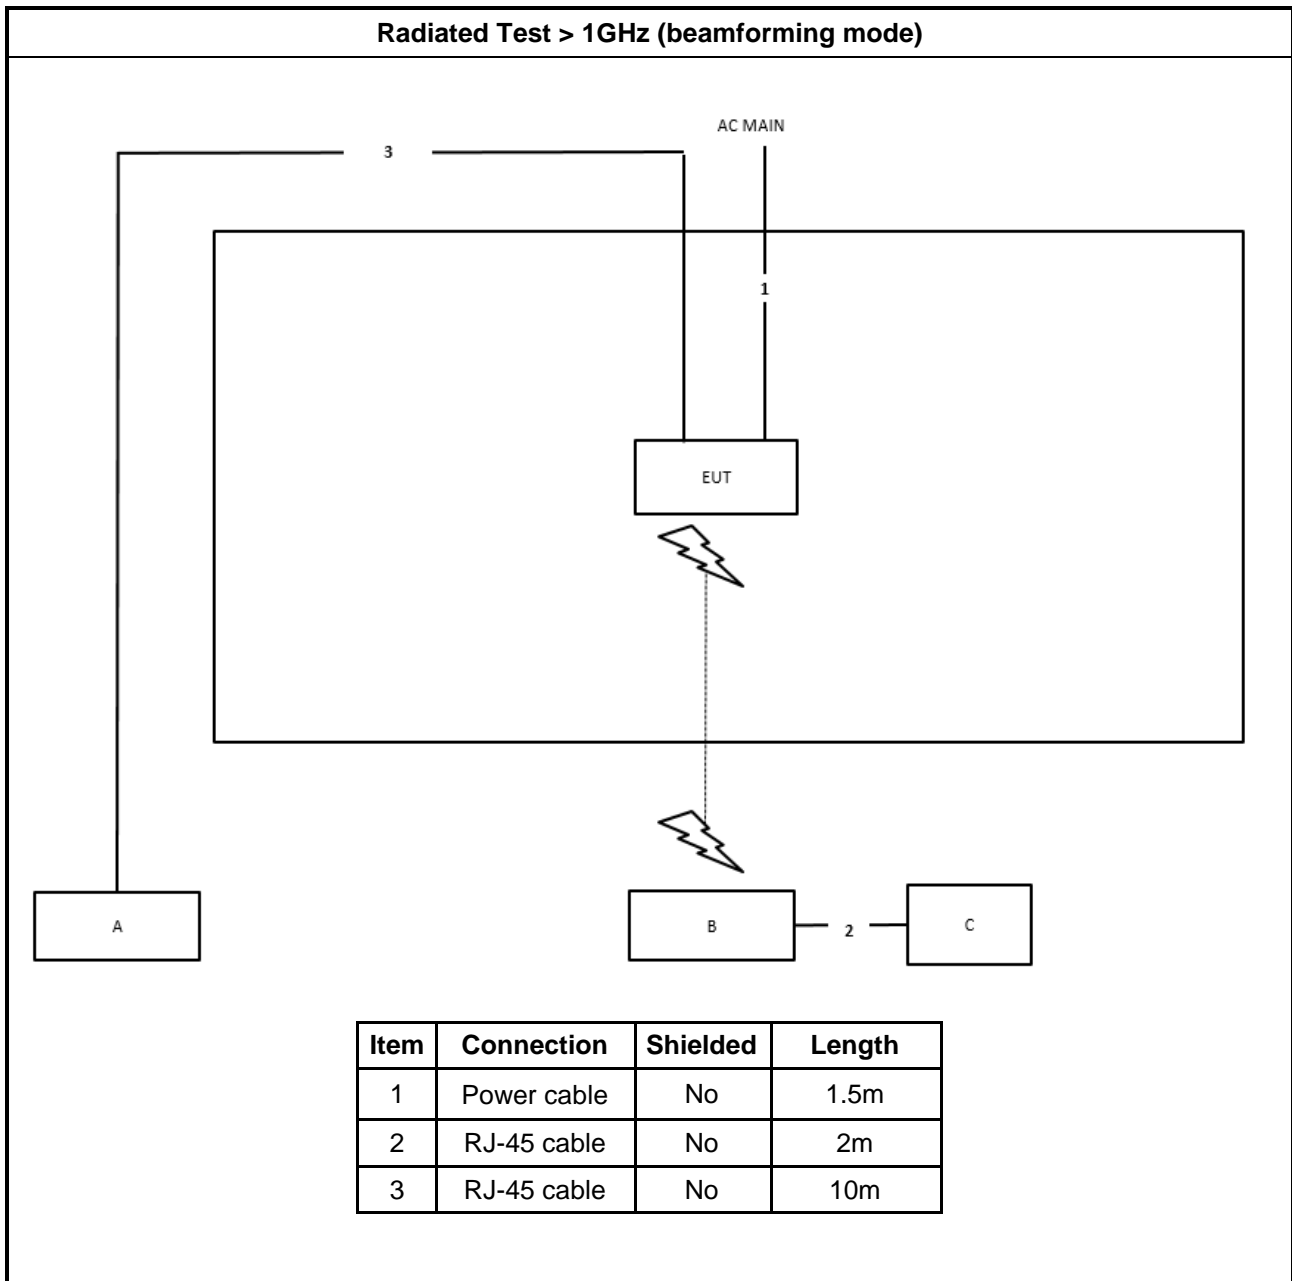 Radiated Test > 1GHz (beamforming mode)
AC MAIN
3
1
EUT
A
B
2
C
Item Connection Shielded Length
1 Power cable No 1.5m
2 RJ-45 cable No 2m
3 RJ-45 cable No 10m